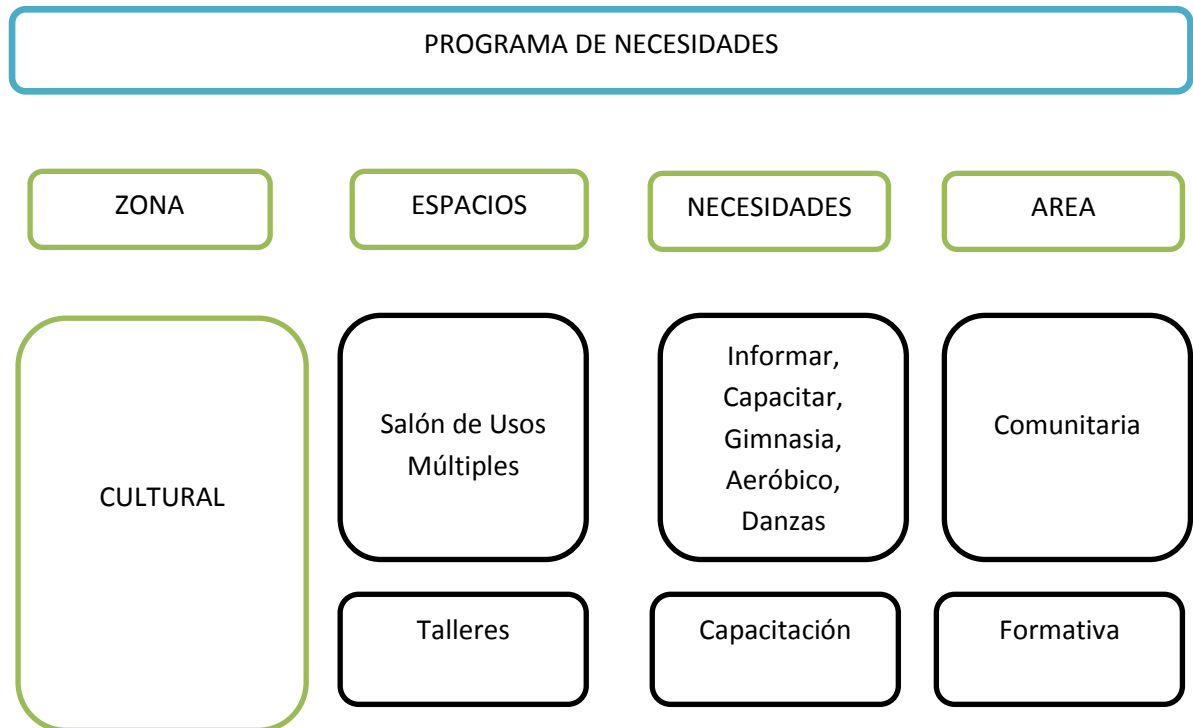 PROGRAMA DE NECESIDADES
ZONA
ESPACIOS
NECESIDADES
AREA
CULTURAL
Salón de Usos
Múltiples
Informar,
Capacitar,
Gimnasia,
Aeróbico,
Danzas
Comunitaria
Talleres
Capacitación
Formativa